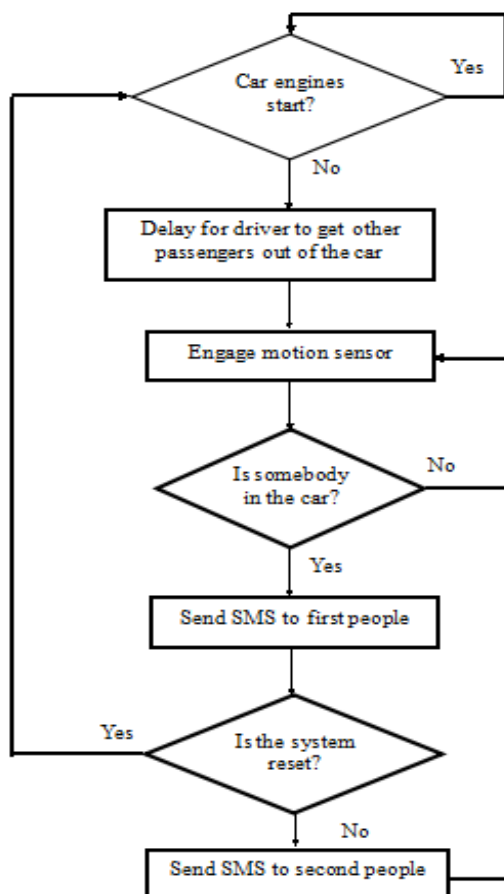 Car engines
start?
Yes
No
Delay for driver to get other
passengers out of the car
Engage motion sensor
Is somebody
in the car?
No
Yes
Send SMS to first people
Yes
Is the system
reset?
No
Send SMS to second people